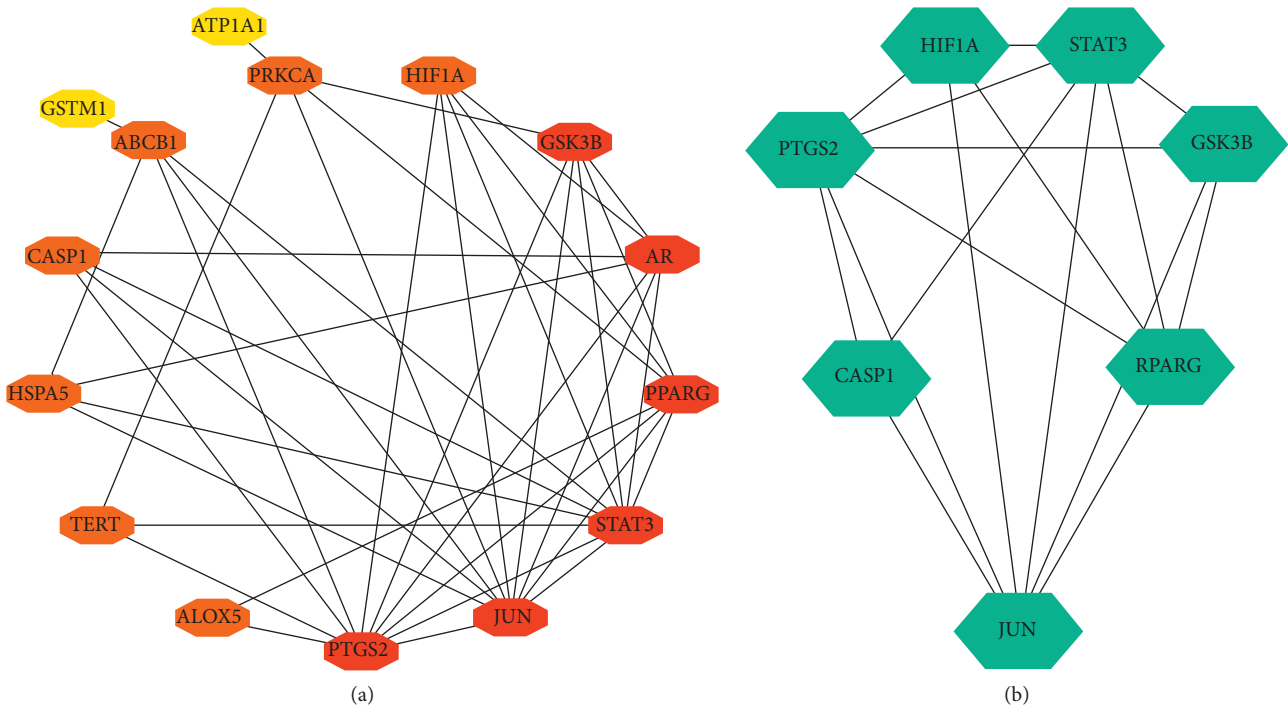 ATP1A1
PRKCA
HIF1A
GSTM1
ABCB1
GSK3B
CASP1
AR
HSPA5
PPARG
TERT
STAT3
ALOX5
JUN
PTGS2
(a)
HIF1A
STAT3
PTGS2
GSK3B
CASP1
RPARG
JUN
(b)